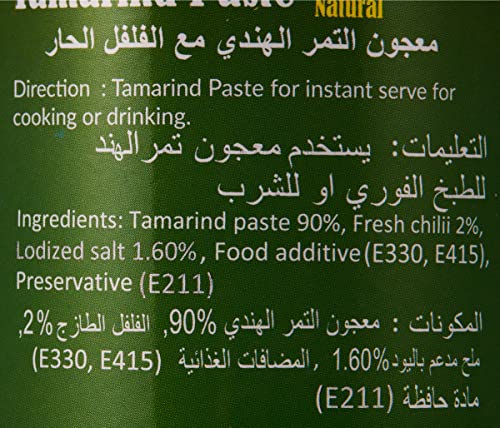 Tamarind Paste
Natural
معجون التمر الهندي مع الفلفل الحار
Direction : Tamarind Paste for instant serve for
cooking or drinking.
التعليمات: يستخدم معجون تمر الهند
للطبخ الفوري او للشرب
Ingredients: Tamarind paste 90%, Fresh chilii 2%,
Lodized salt 1.60%, Food additive (E330, E415),
Preservative (E211)
المكونات : معجون التمر الهندي 90%, الفلفل الطازج 2%,
ملح مدعم باليود 1.60% , المضافات الغذائية (E330, E415)
مادة حافظة (E211)